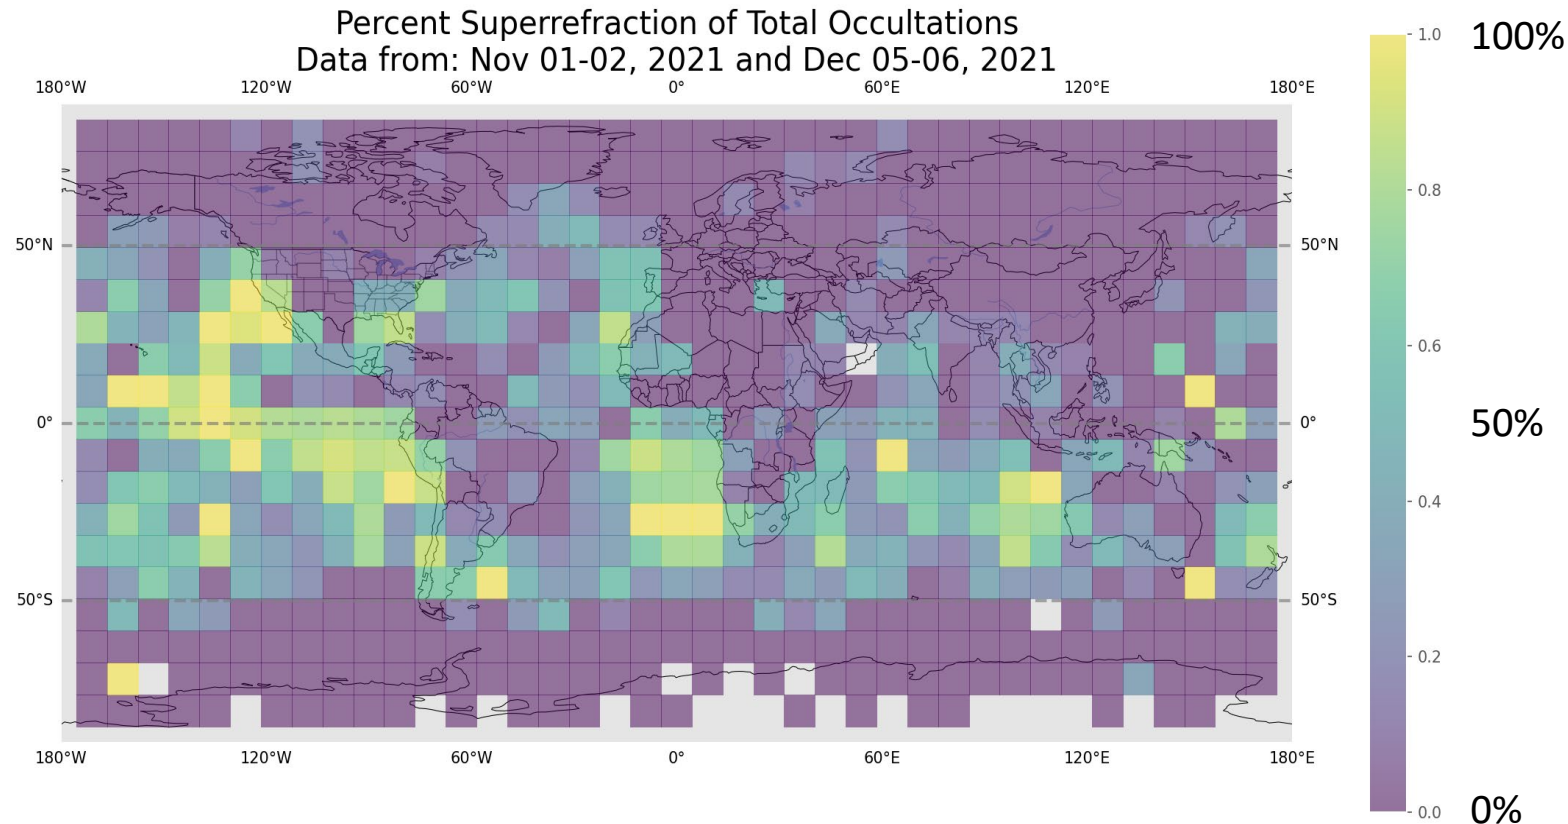 Percent Superrefraction of Total Occultations
Data from: Nov 01-02, 2021 and Dec 05-06, 2021
180°W 120°W 60°W 0° 60°E 120°E 180°E
50°N 50°N
0° 0°
50°S 50°S
180°W 120°W 60°W 0° 60°E 120°E 180°E
1.0 100%
0.8
0.6
50%
0.4
0.2
0.0 0%